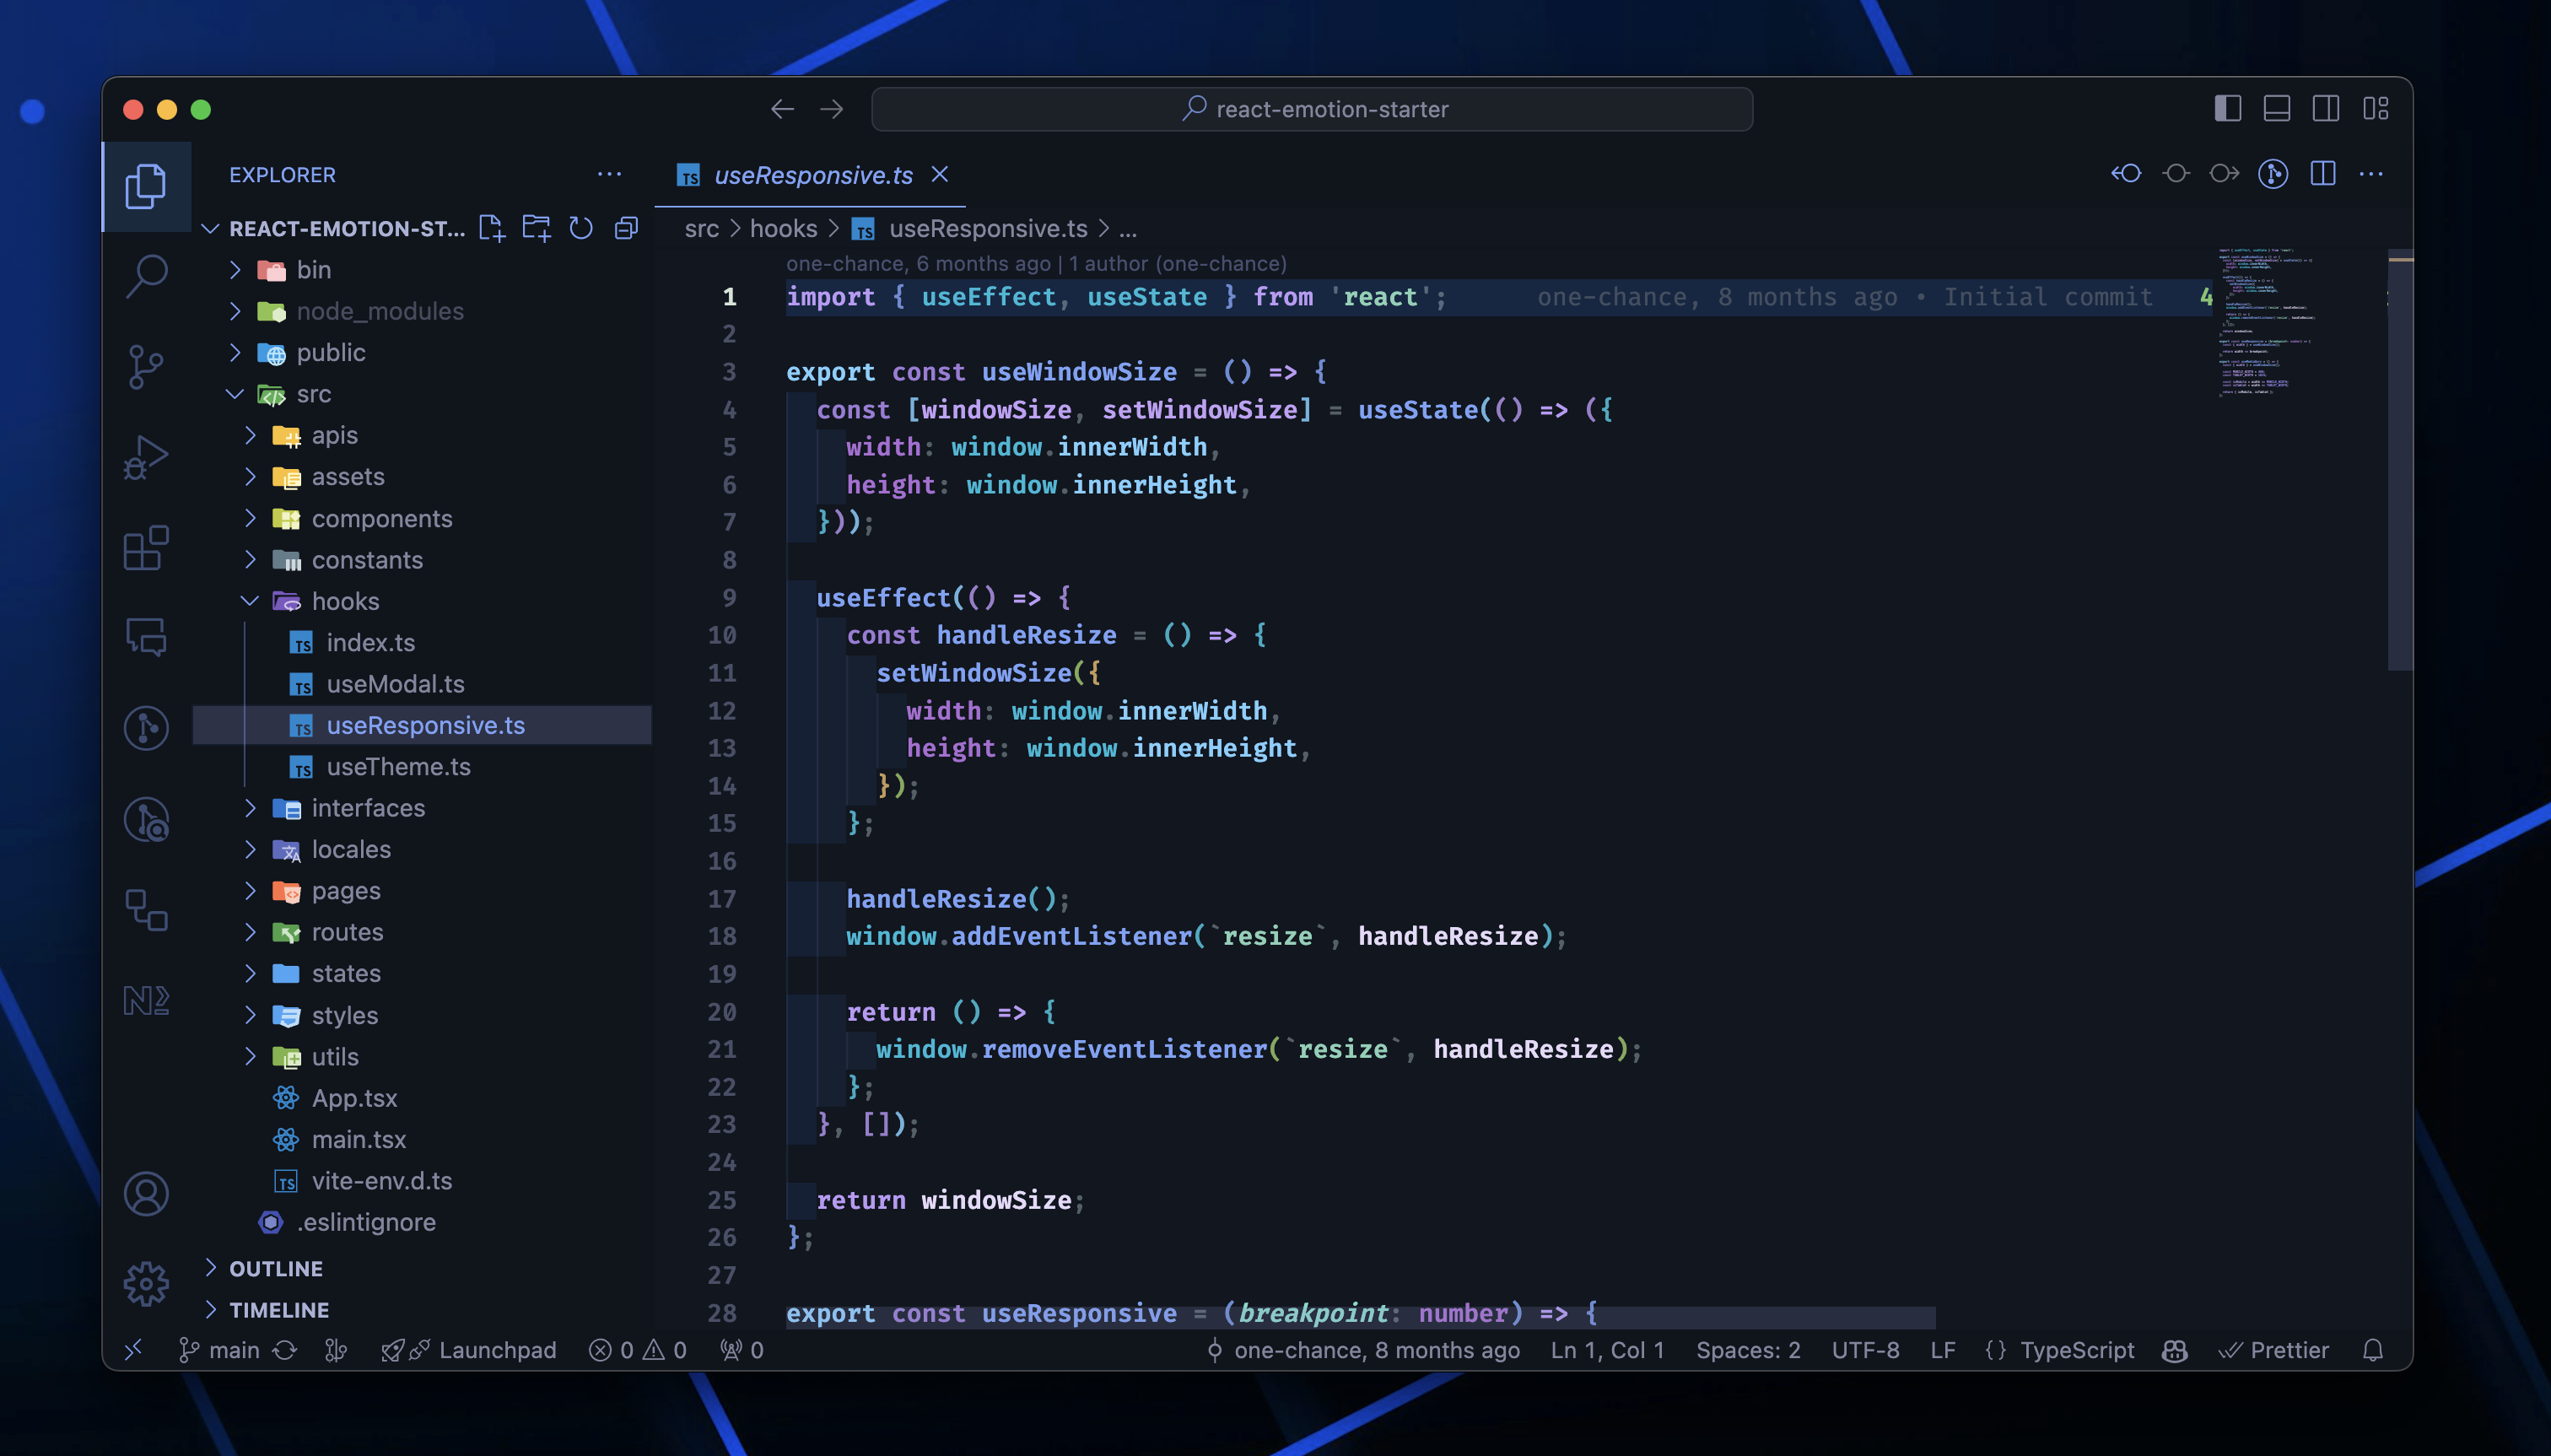 react-emotion-starter
EXPLORER
REACT-EMOTION-ST...
bin
node_modules
public
src
apis
assets
components
constants
hooks
index.ts
useModal.ts
useResponsive.ts
useTheme.ts
interfaces
locales
pages
routes
states
styles
utils
App.tsx
main.tsx
vite-env.d.ts
.eslintignore
OUTLINE
TIMELINE
useResponsive.ts
src > hooks > TS useResponsive.ts > ...
one-chance, 6 months ago | 1 author (one-chance)
1 import { useEffect, useState } from 'react'; one-chance, 8 months ago • Initial commit 4
2
3 export const useWindowSize = () => {
4 const [windowSize, setWindowSize] = useState(() => ({
5 width: window.innerWidth,
6 height: window.innerHeight,
7 }));
8
9 useEffect(() => {
10 const handleResize = () => {
11 setWindowSize({
12 width: window.innerWidth,
13 height: window.innerHeight,
14 });
15 };
16
17 handleResize();
18 window.addEventListener(`resize`, handleResize);
19
20 return () => {
21 window.removeEventListener(`resize`, handleResize);
22 };
23 }, []);
24
25 return windowSize;
26 };
27
28 export const useResponsive = (breakpoint: number) => {
main Launchpad 0 0 0 one-chance, 8 months ago Ln 1, Col 1 Spaces: 2 UTF-8 LF {} TypeScript Prettier